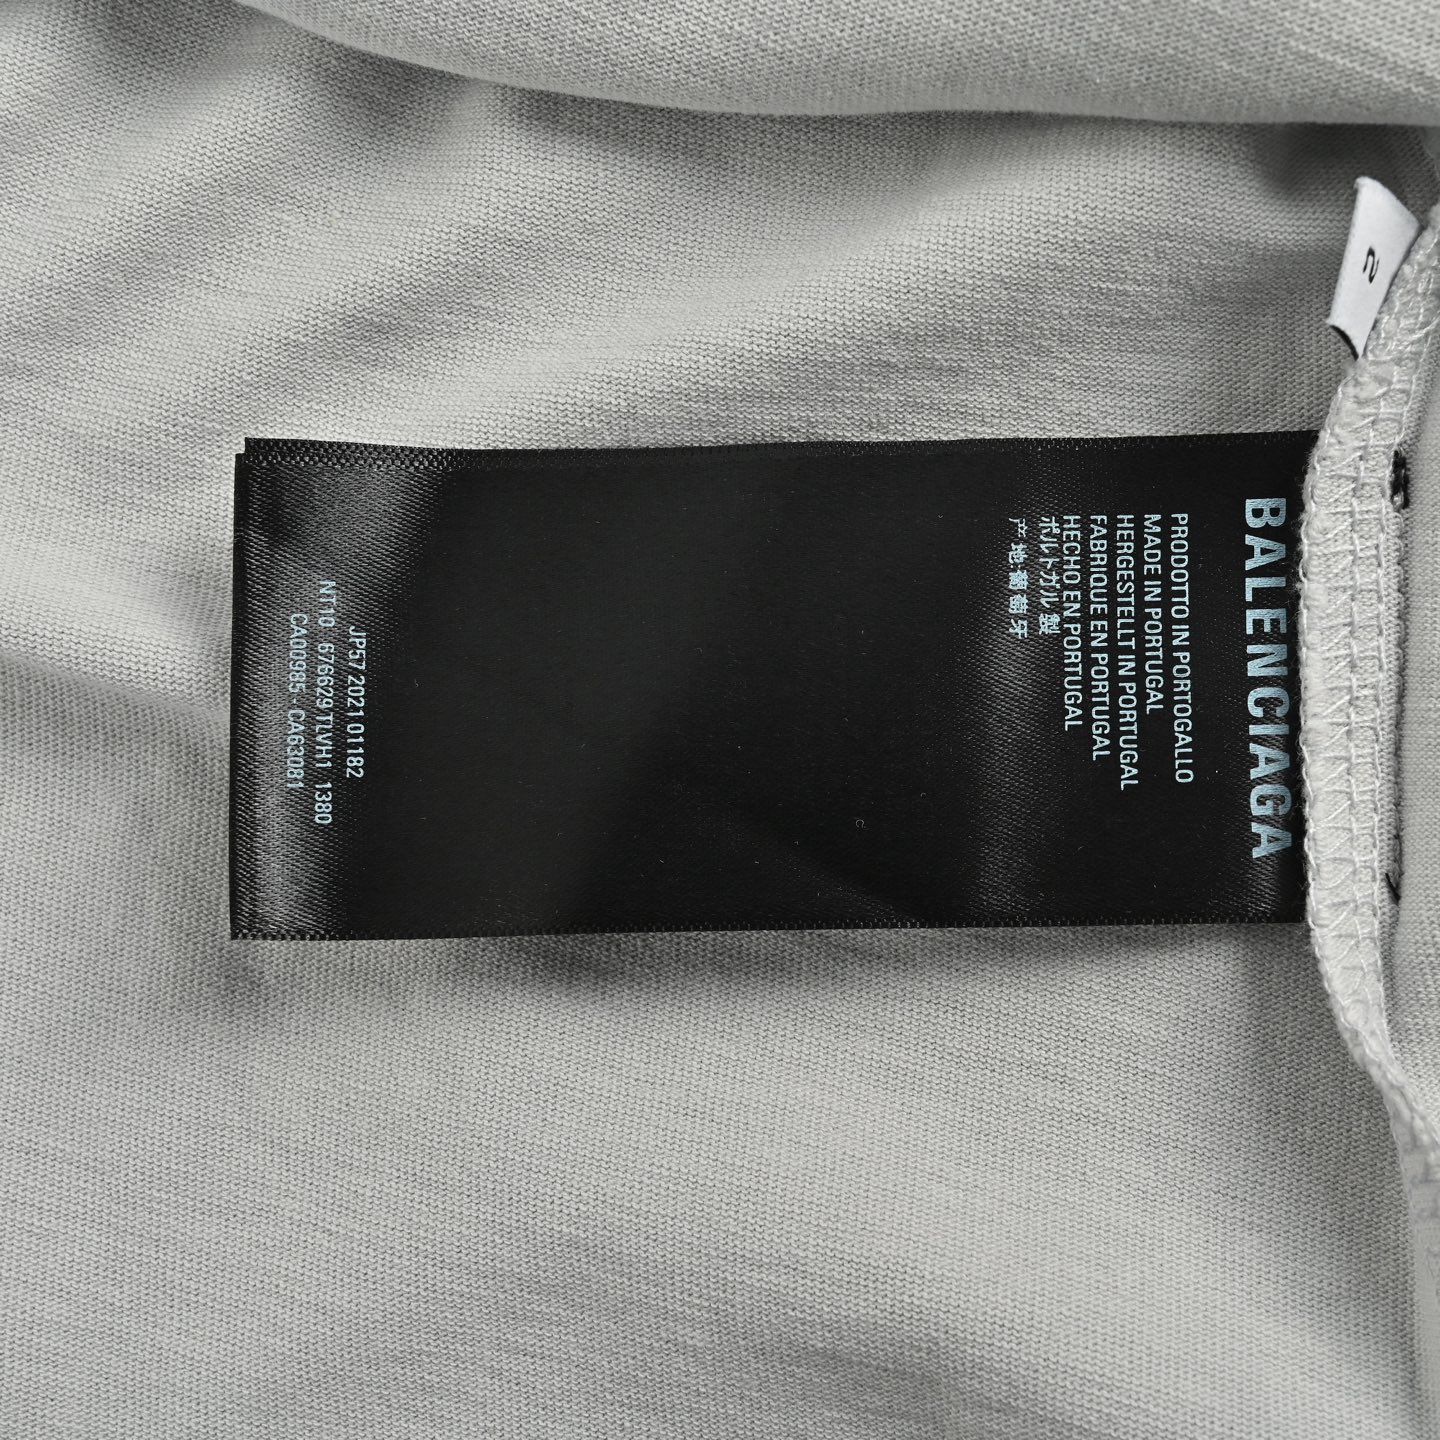 BALENCIAGA
PRODOTTO IN PORTOGALLO
MADE IN PORTUGAL
HERGESTELLT IN PORTUGAL
FABRIQUE EN PORTUGAL
HECHO EN PORTUGAL
ポルトガル製
产地:葡萄牙
JP57 2021 01182
NT10 676629 TLVH1 1380
CA00985 CA63081
2